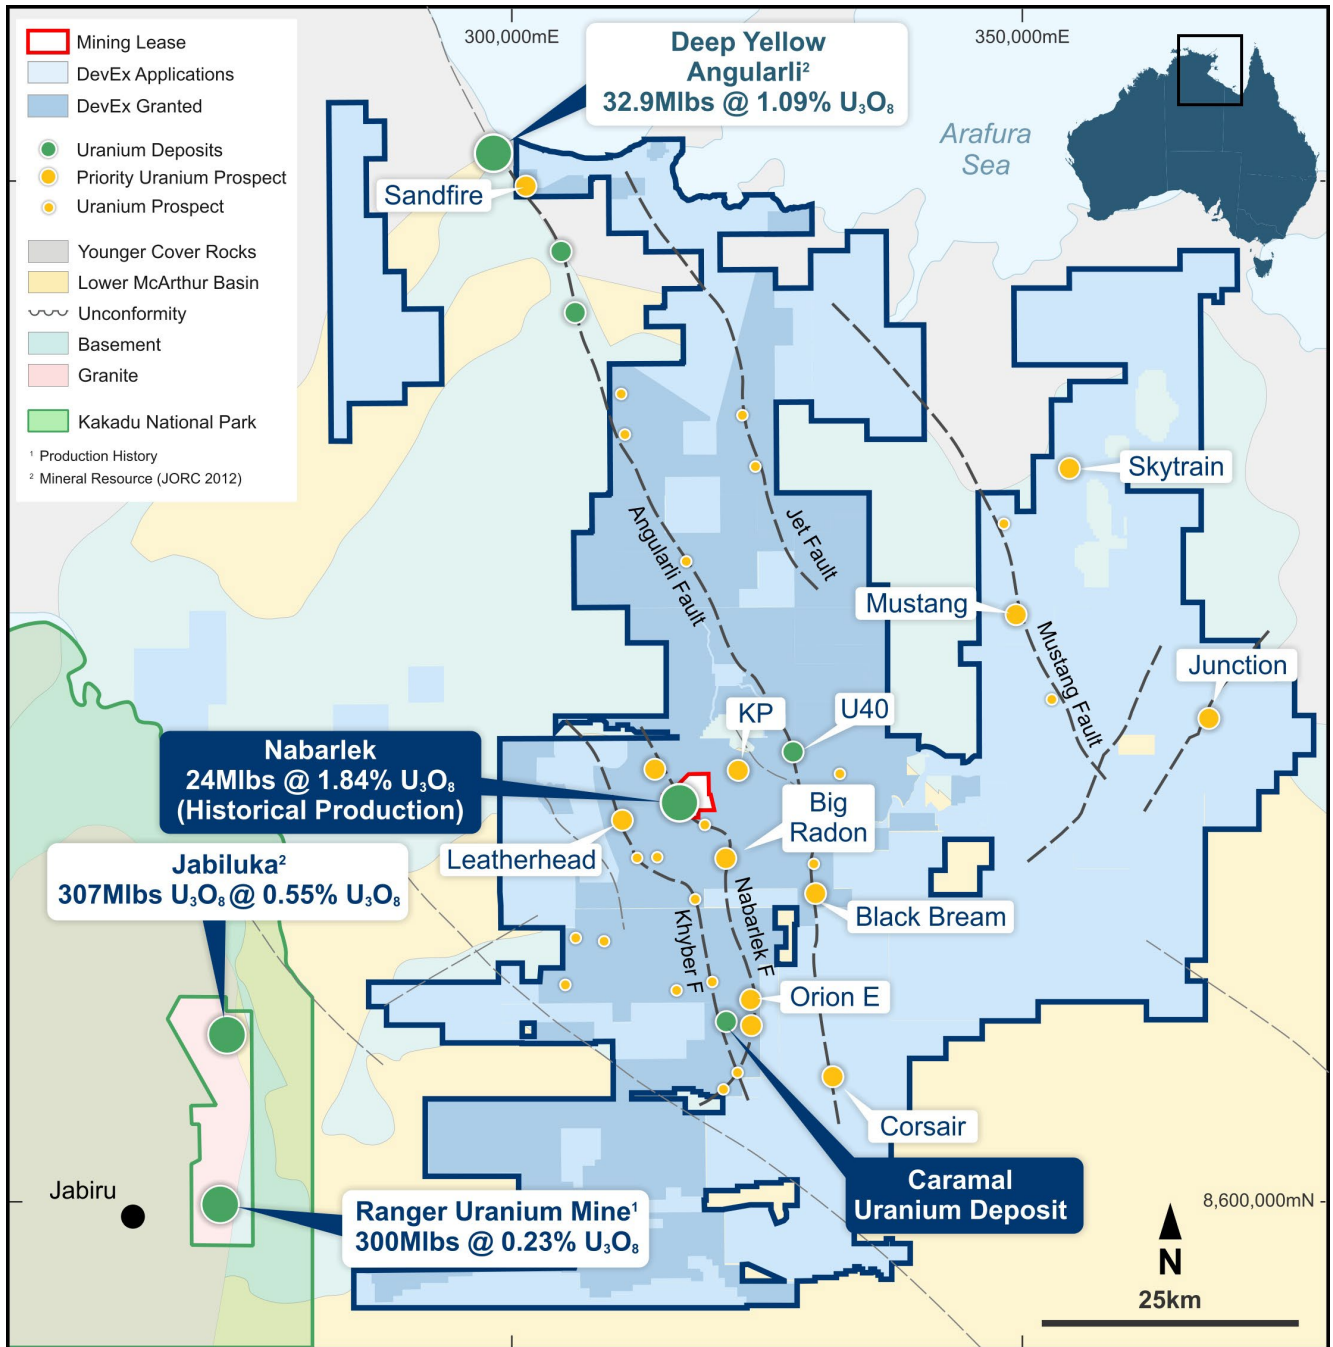 Mining Lease
DevEx Applications
DevEx Granted
Uranium Deposits
Priority Uranium Prospect
Uranium Prospect
Younger Cover Rocks
Lower McArthur Basin
Unconformity
Basement
Granite
Kakadu National Park
¹ Production History
² Mineral Resource (JORC 2012)
300,000mE
350,000mE
Deep Yellow
Angularli²
32.9Mlbs @ 1.09% U₃O₈
Arafura
Sea
Sandfire
Skytrain
Angularli Fault
Jet Fault
Mustang
Mustang Fault
Junction
KP
U40
Nabarlek
24Mlbs @ 1.84% U₃O₈
(Historical Production)
Big
Radon
Leatherhead
Jabiluka²
307Mlbs U₃O₈ @ 0.55% U₃O₈
Black Bream
Khyber F
Nabarlek F
Orion E
Corsair
Caramal
Uranium Deposit
Jabiru
Ranger Uranium Mine¹
300Mlbs @ 0.23% U₃O₈
8,600,000mN
N
25km